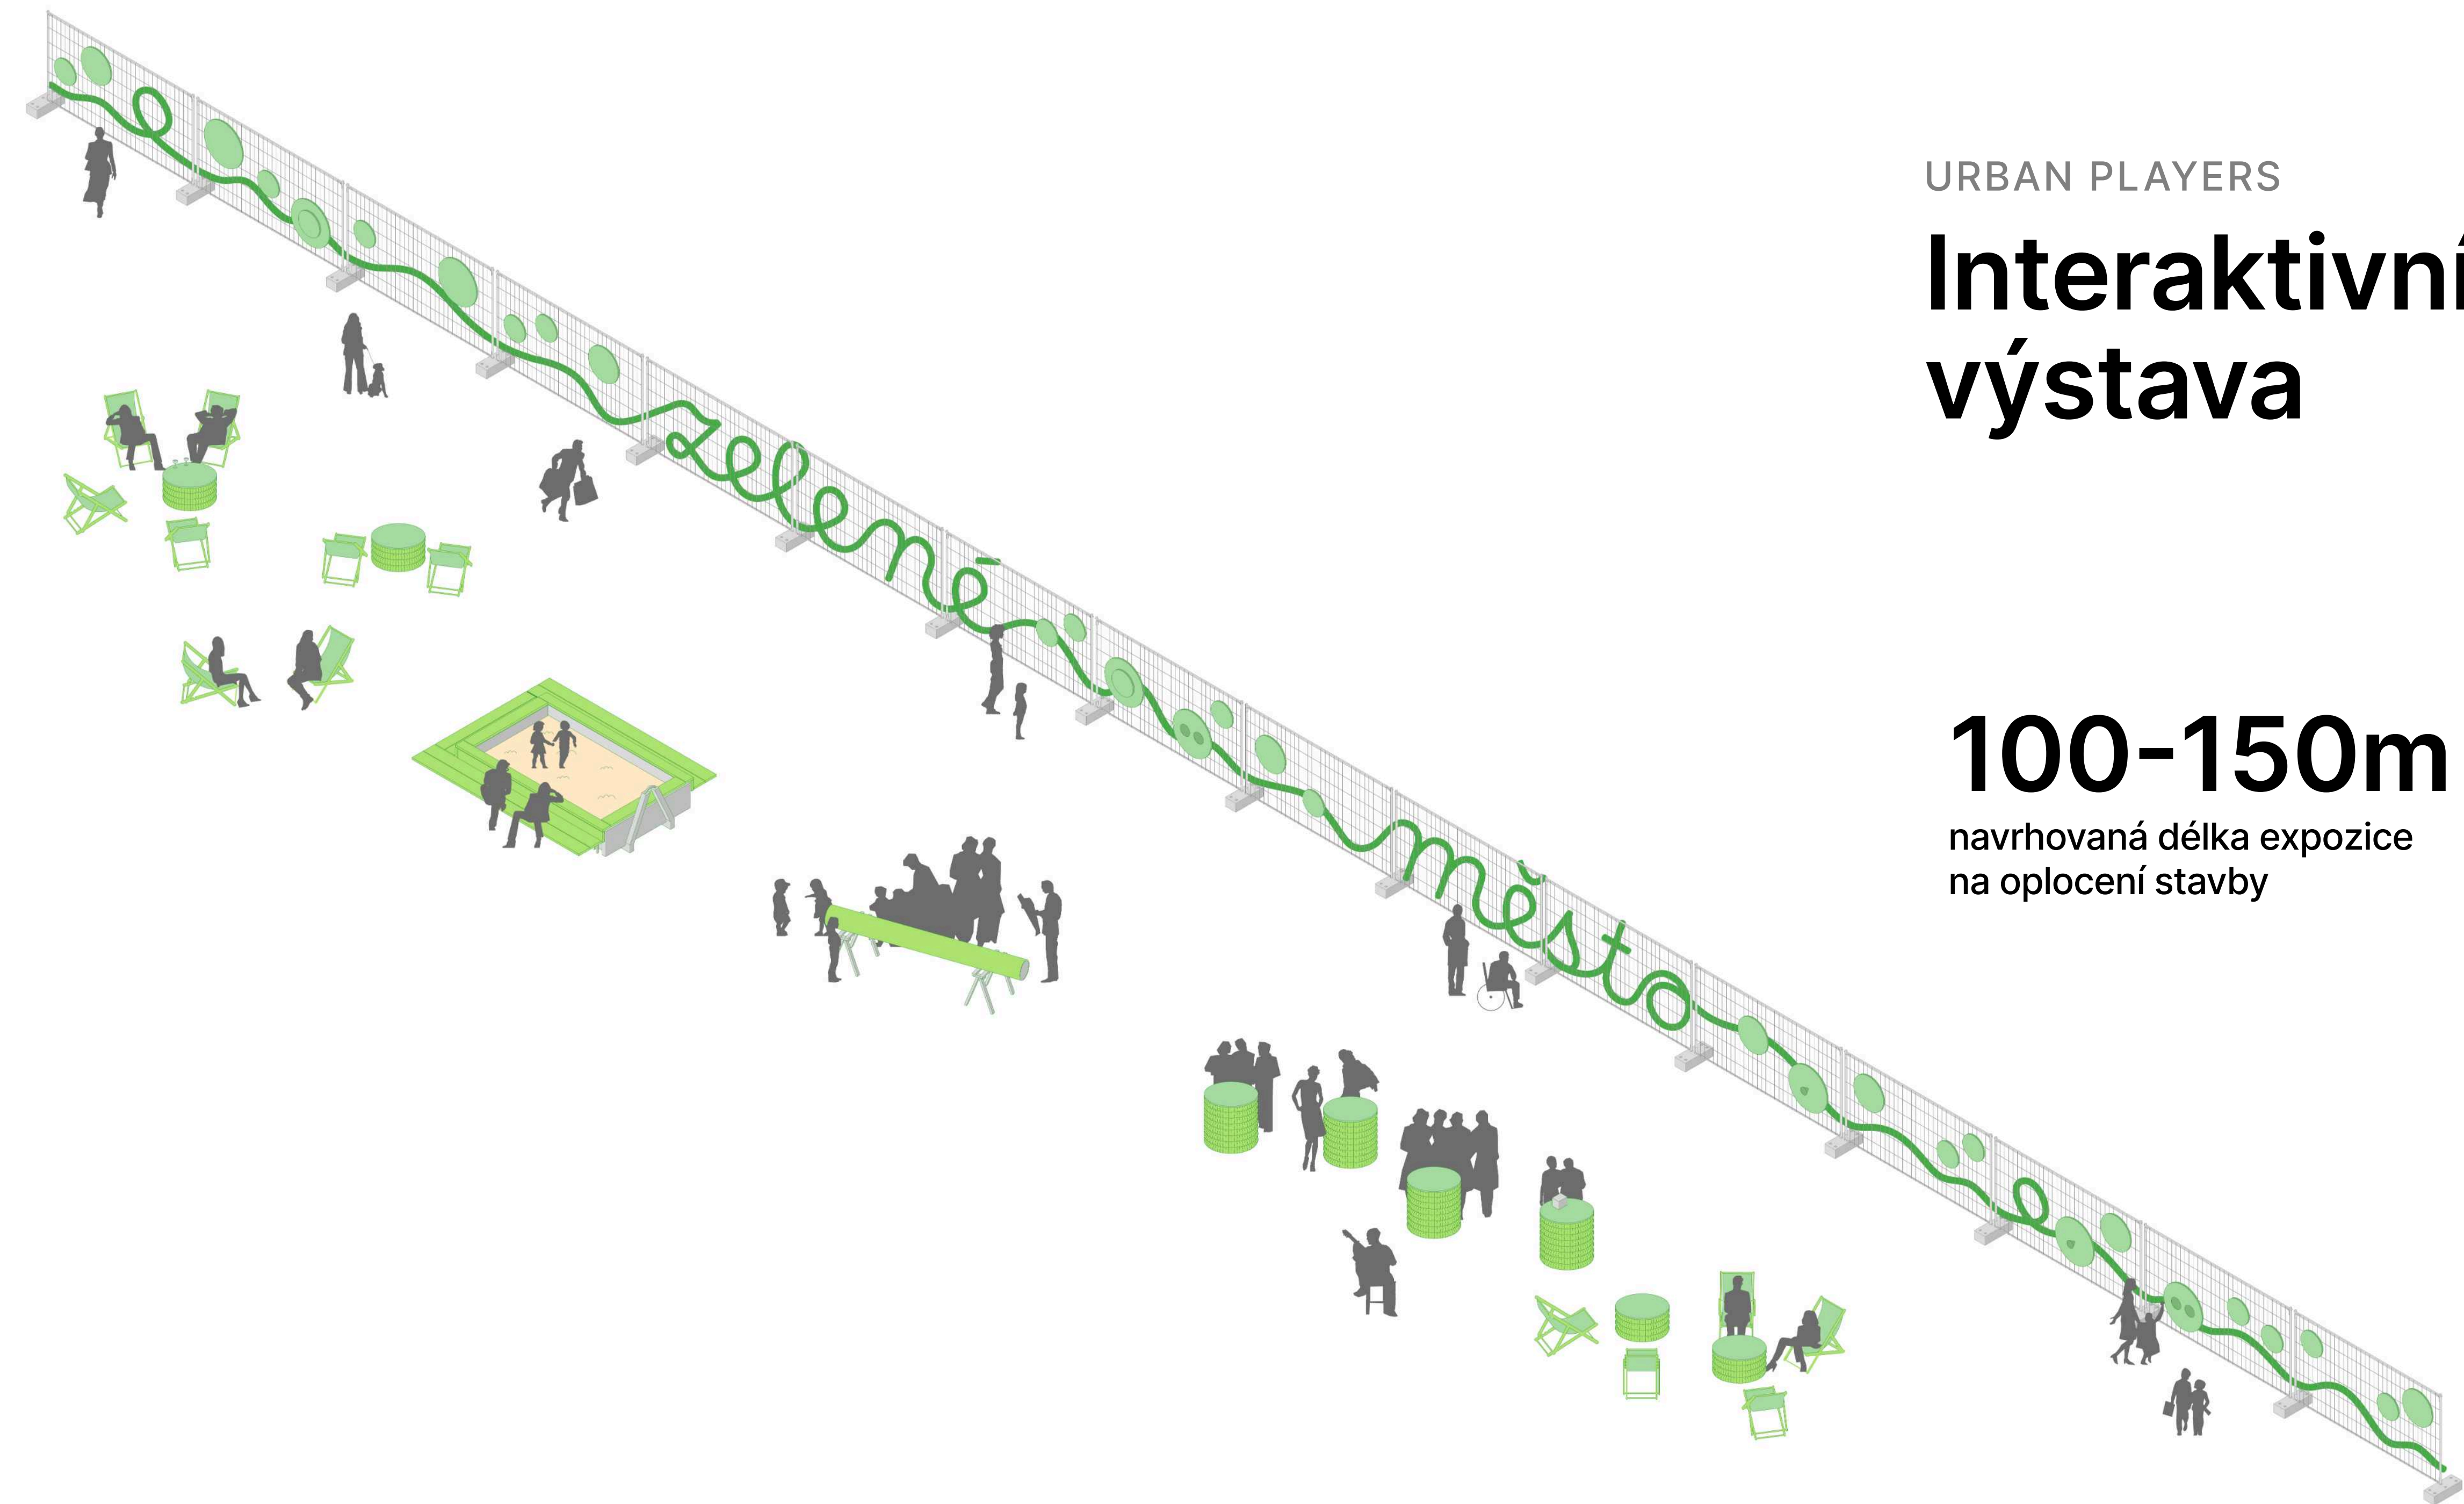 URBAN PLAYERS
Interaktivní
výstava
100-150m
navrhovaná délka expozice
na oplocení stavby
zelené město